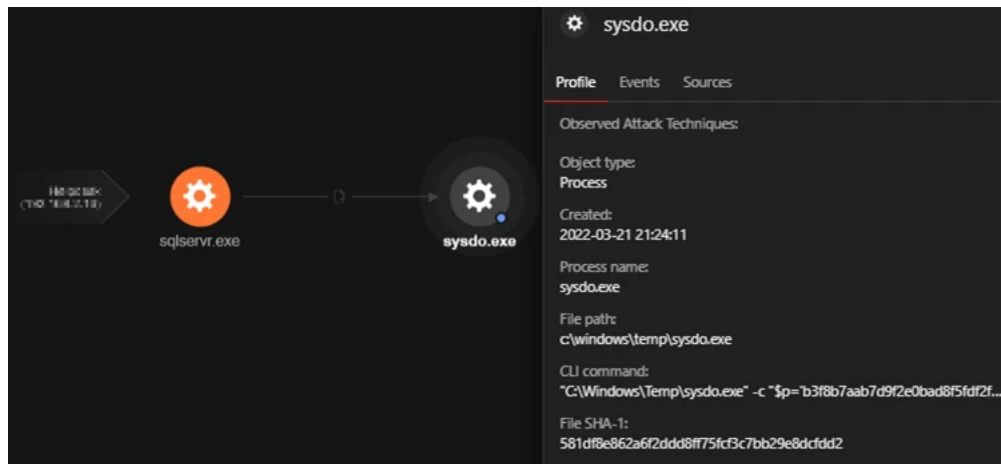 sysdo.exe
Profile Events Sources
Observed Attack Techniques:
Object type:
Process
Created:
2022-03-21 21:24:11
Process name:
sysdo.exe
File path:
c:\windows\temp\sysdo.exe
CLI command:
"C:\Windows\Temp\sysdo.exe" -c "$p='b3f8b7aab7d9f2e0bad8f5fdf2f...
File SHA-1:
581df8e862a6f2ddd8ff75fcf3c7bb29e8dcfdd2
sqlservr.exe
sysdo.exe